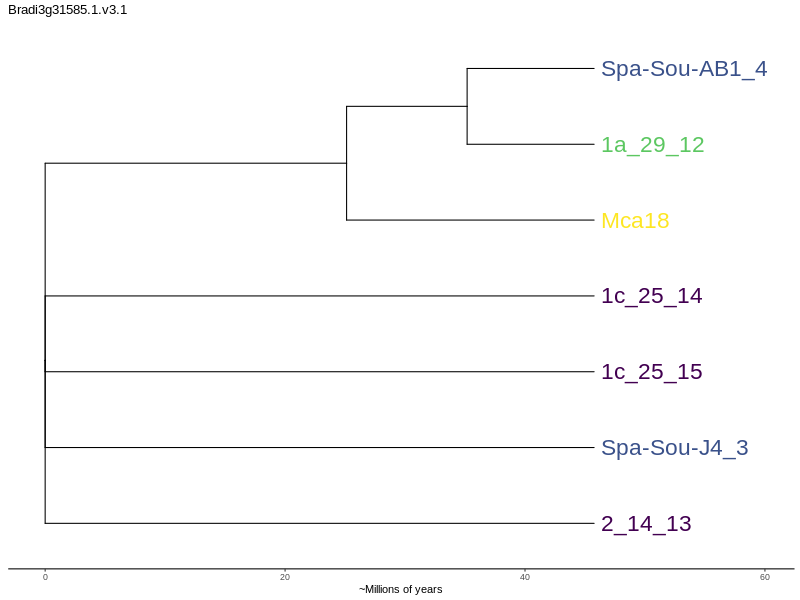 Bradi3g31585.1.v3.1
Spa-Sou-AB1_4
1a_29_12
Mca18
1c_25_14
1c_25_15
Spa-Sou-J4_3
2_14_13
0 20 40 60
~Millions of years